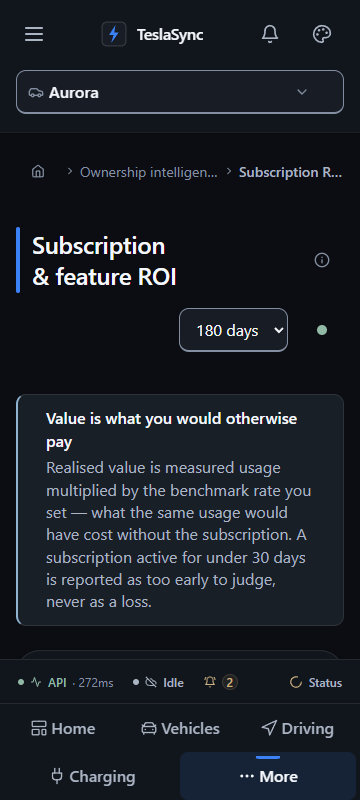 TeslaSync
Aurora
Ownership intelligen... Subscription R...
Subscription
& feature ROI
180 days
Value is what you would otherwise
pay
Realised value is measured usage
multiplied by the benchmark rate you
set — what the same usage would
have cost without the subscription. A
subscription active for under 30 days
is reported as too early to judge,
never as a loss.
API · 272ms Idle 2 Status
Home Vehicles Driving
Charging More